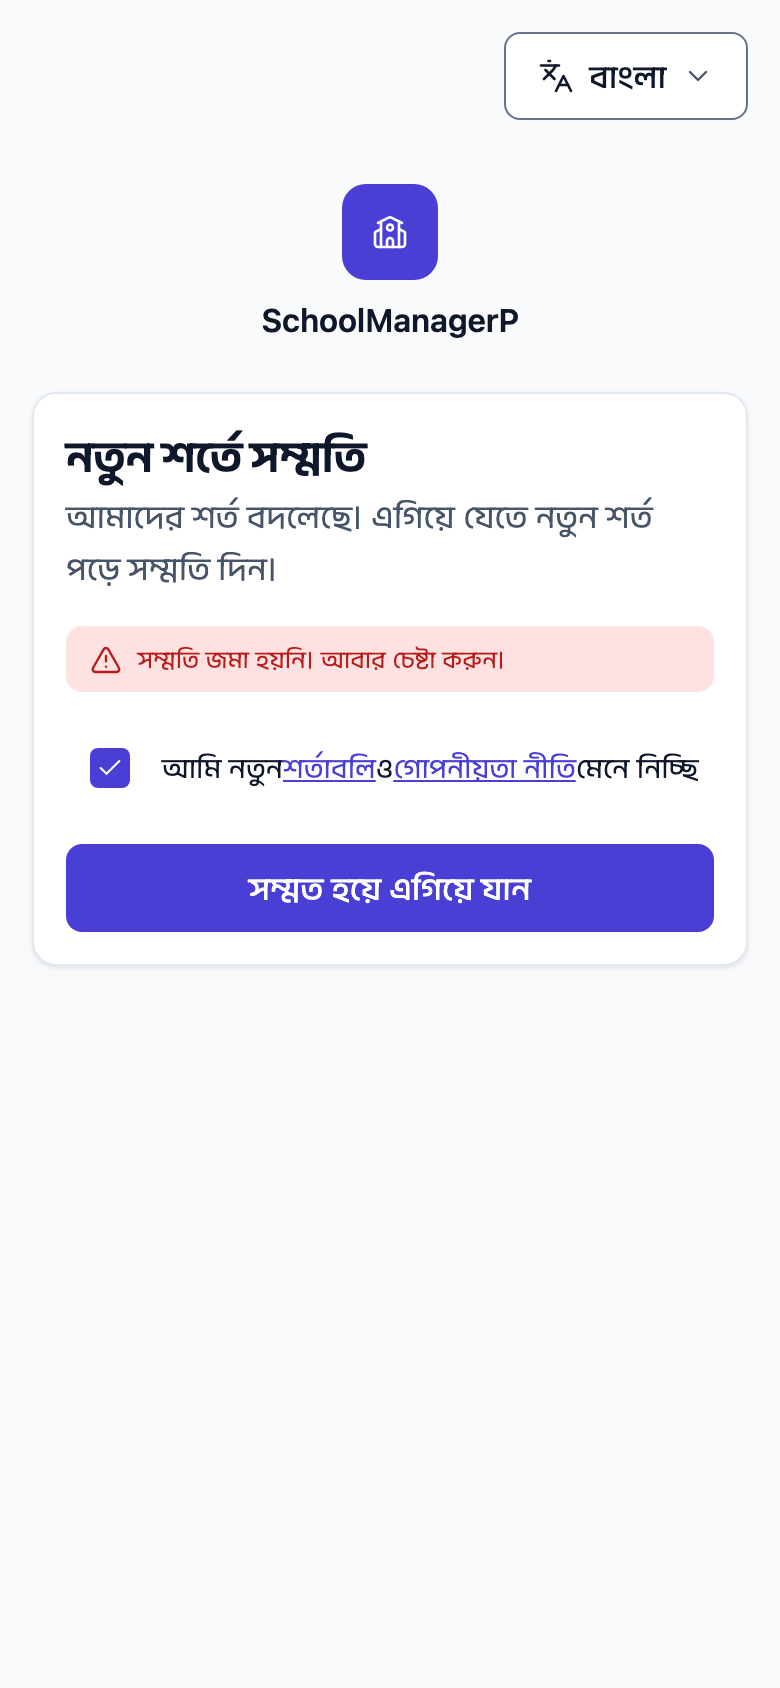 বাংলা
SchoolManagerP
নতুন শর্তে সম্মতি
আমাদের শর্ত বদলেছে। এগিয়ে যেতে নতুন শর্ত
পড়ে সম্মতি দিন।
সম্মতি জমা হয়নি। আবার চেষ্টা করুন।
আমি নতুনশর্তাবলিওগোপনীয়তা নীতিমেনে নিচ্ছি
সম্মত হয়ে এগিয়ে যান